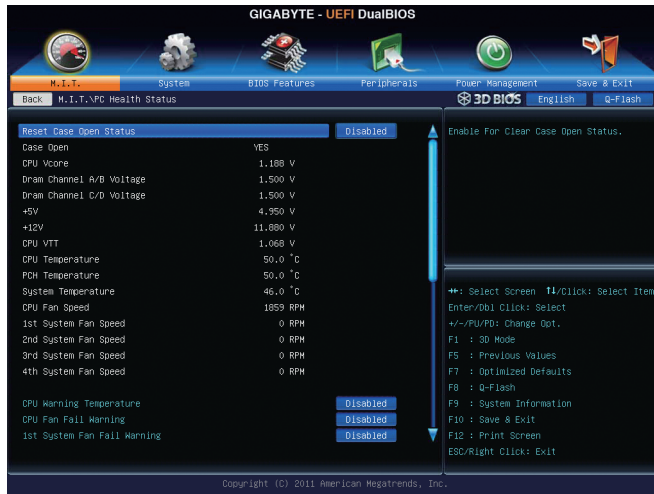 GIGABYTE - UEFI DualBIOS
M.I.T. System BIOS Features Peripherals Power Management Save & Exit
Back M.I.T.\PC Health Status 3D BIOS English Q-Flash
Reset Case Open Status Disabled
Enable For Clear Case Open Status.
Case Open YES
CPU Vcore 1.188 V
Dram Channel A/B Voltage 1.500 V
Dram Channel C/D Voltage 1.500 V
+5V 4.950 V
+12V 11.880 V
CPU VTT 1.068 V
CPU Temperature 50.0 °C
PCH Temperature 50.0 °C
System Temperature 46.0 °C
CPU Fan Speed 1859 RPM
1st System Fan Speed 0 RPM
2nd System Fan Speed 0 RPM
3rd System Fan Speed 0 RPM
4th System Fan Speed 0 RPM
CPU Warning Temperature Disabled
CPU Fan Fail Warning Disabled
1st System Fan Fail Warning Disabled
→←: Select Screen ↑↓/Click: Select Item
Enter/Dbl Click: Select
+/-/PU/PD: Change Opt.
F1 : 3D Mode
F5 : Previous Values
F7 : Optimized Defaults
F8 : Q-Flash
F9 : System Information
F10 : Save & Exit
F12 : Print Screen
ESC/Right Click: Exit
Copyright (C) 2011 American Megatrends, Inc.